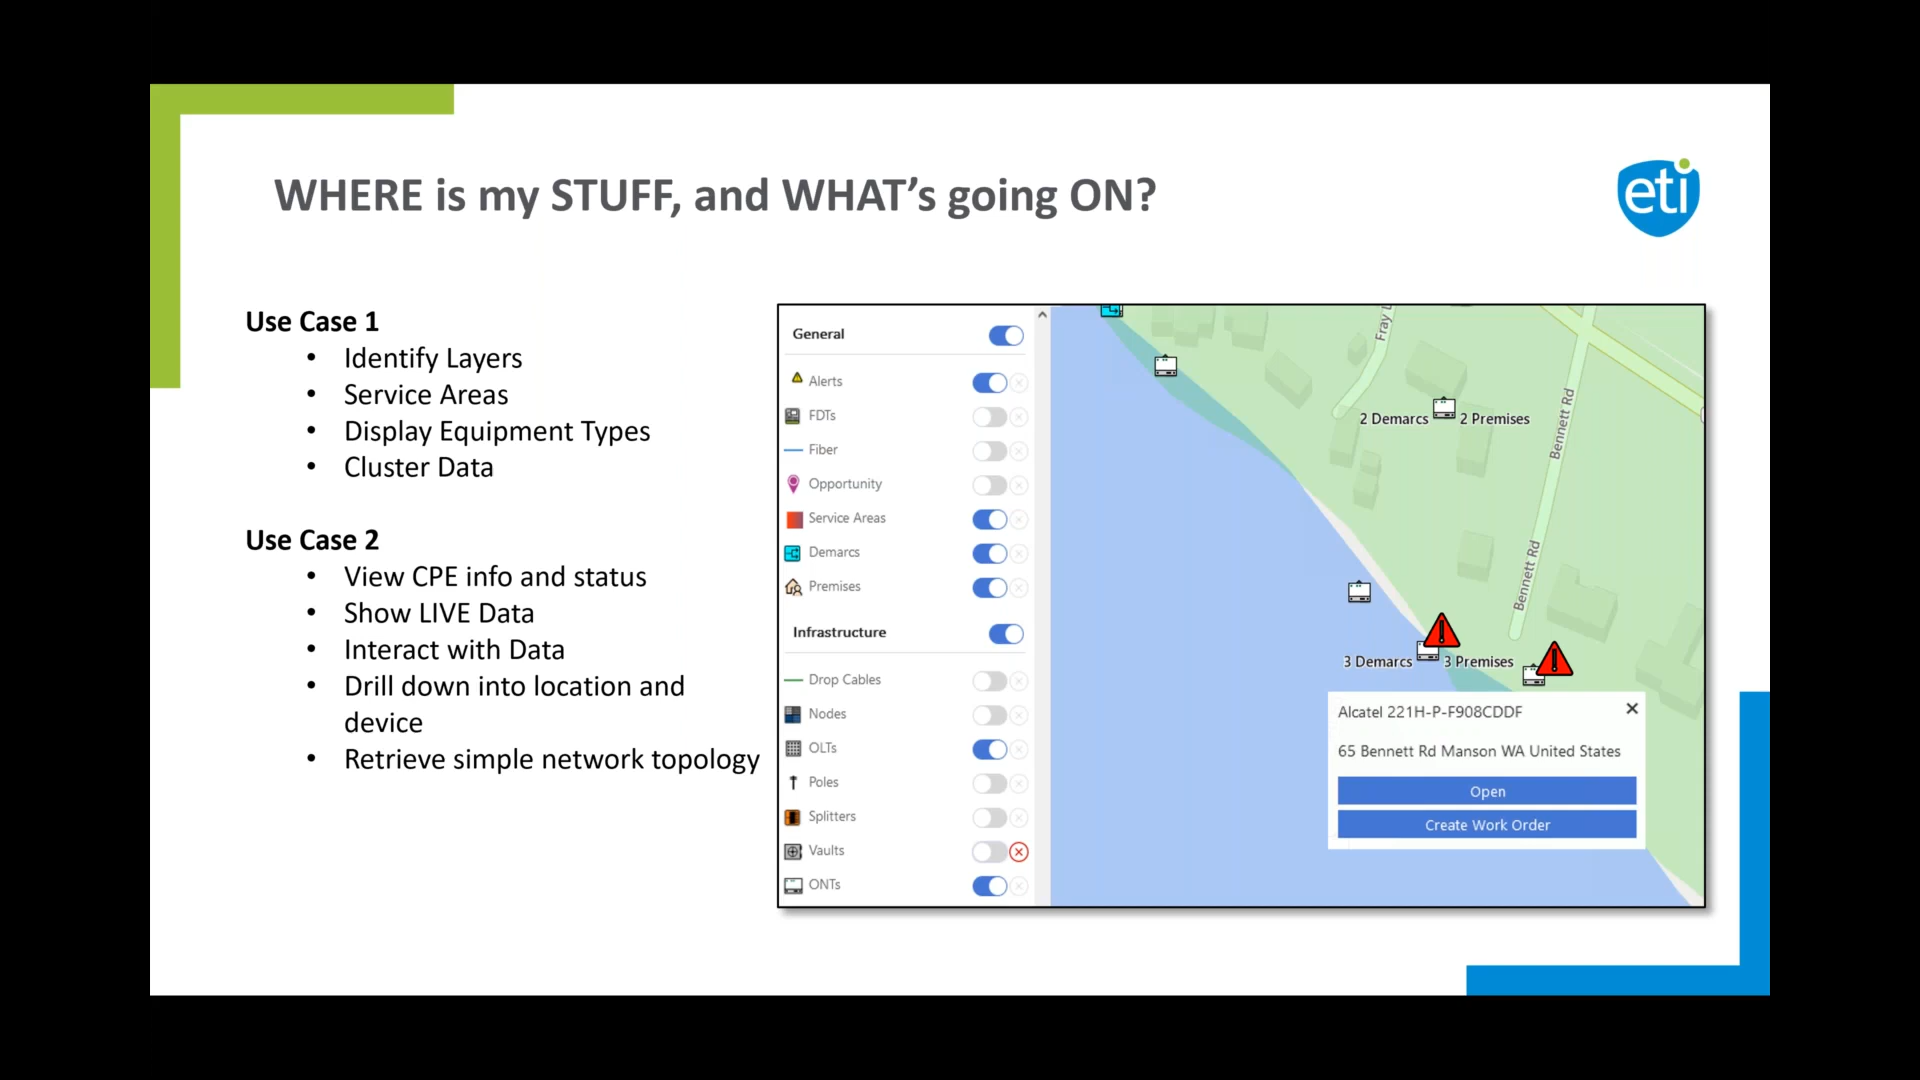 WHERE is my STUFF, and WHAT’s going ON?
eti
Use Case 1
• Identify Layers
• Service Areas
• Display Equipment Types
• Cluster Data
Use Case 2
• View CPE info and status
• Show LIVE Data
• Interact with Data
• Drill down into location and
device
• Retrieve simple network topology
General
Alerts
FDTs
Fiber
Opportunity
Service Areas
Demarcs
Premises
Infrastructure
Drop Cables
Nodes
OLTs
Poles
Splitters
Vaults
ONTs
Fray L
2 Demarcs 2 Premises
Bennett Rd
Bennett Rd
3 Demarcs 3 Premises
Alcatel 221H-P-F908CDDF
65 Bennett Rd Manson WA United States
Open
Create Work Order